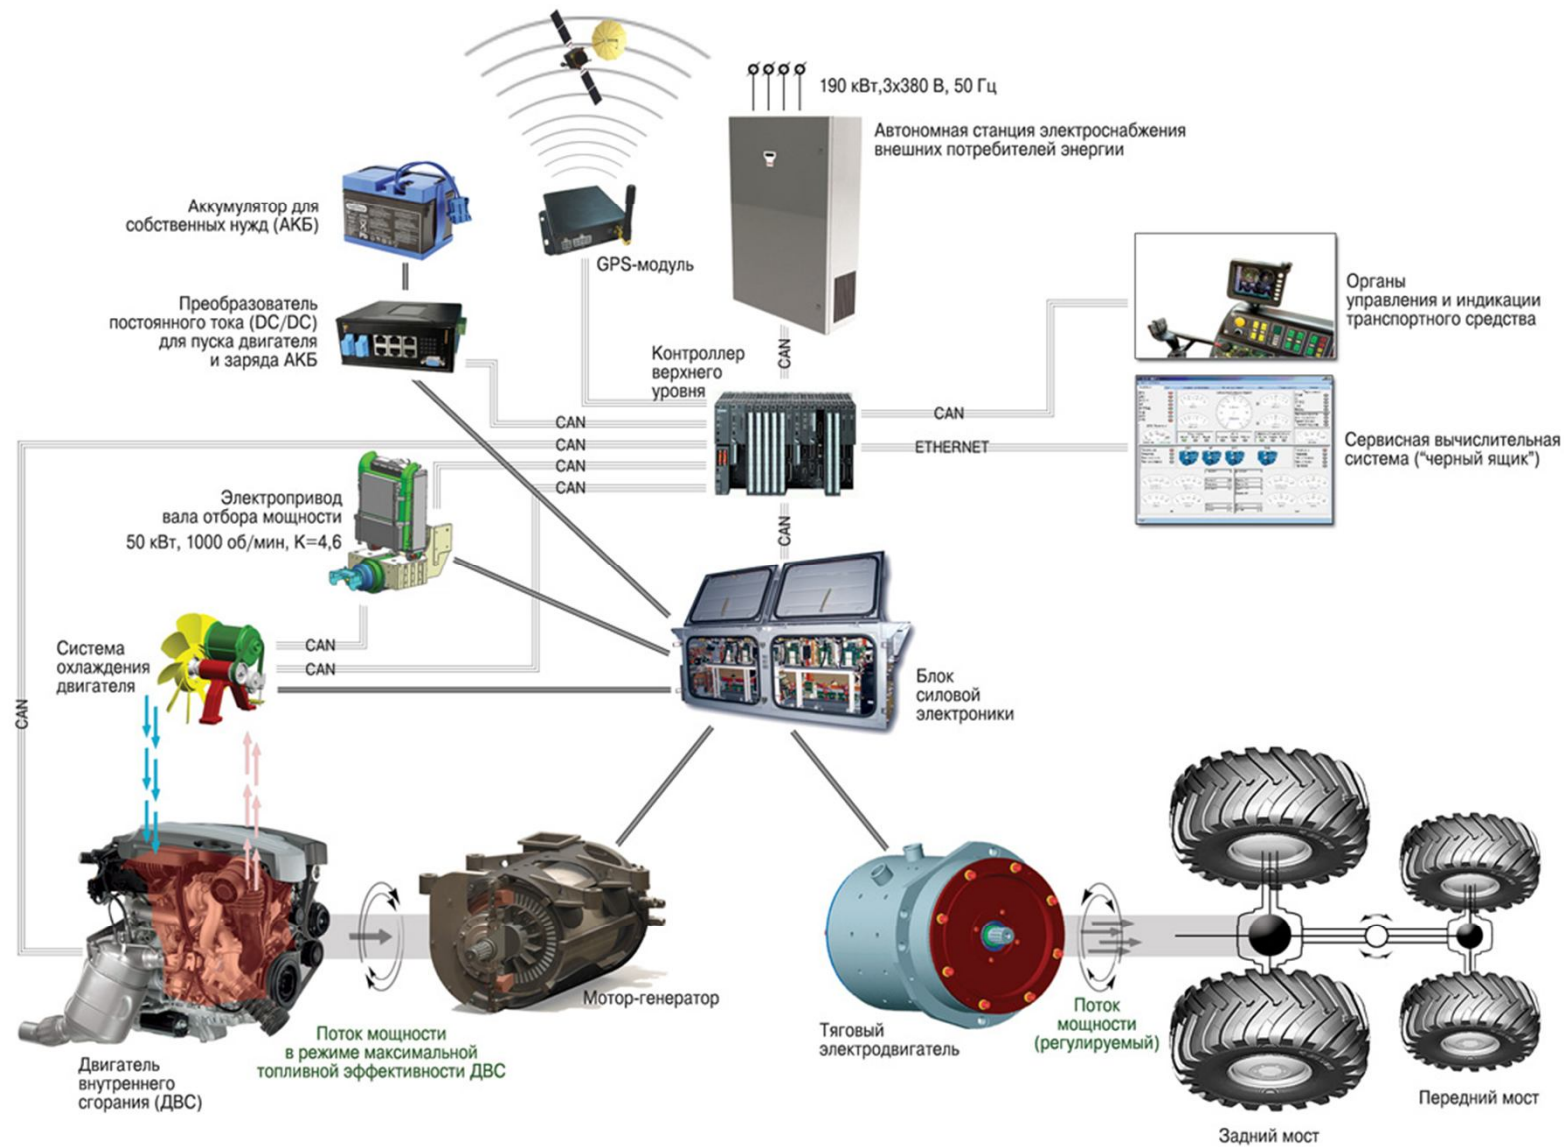 190 кВт,3x380 В, 50 Гц
Автономная станция электроснабжения
внешних потребителей энергии
Аккумулятор для
собственных нужд (АКБ)
GPS-модуль
Преобразователь
постоянного тока (DC/DC)
для пуска двигателя
и заряда АКБ
Органы
управления и индикации
транспортного средства
Контроллер
верхнего
уровня
CAN
CAN
CAN
CAN
CAN
CAN
ETHERNET
CAN
Сервисная вычислительная
система (“черный ящик”)
Электропривод
вала отбора мощности
50 кВт, 1000 об/мин, K=4,6
Система
охлаждения
двигателя
CAN
CAN
CAN
Блок
силовой
электроники
Мотор-генератор
Поток мощности
в режиме максимальной
топливной эффективности ДВС
Двигатель
внутреннего
сгорания (ДВС)
Тяговый
электродвигатель
Поток
мощности
(регулируемый)
Передний мост
Задний мост